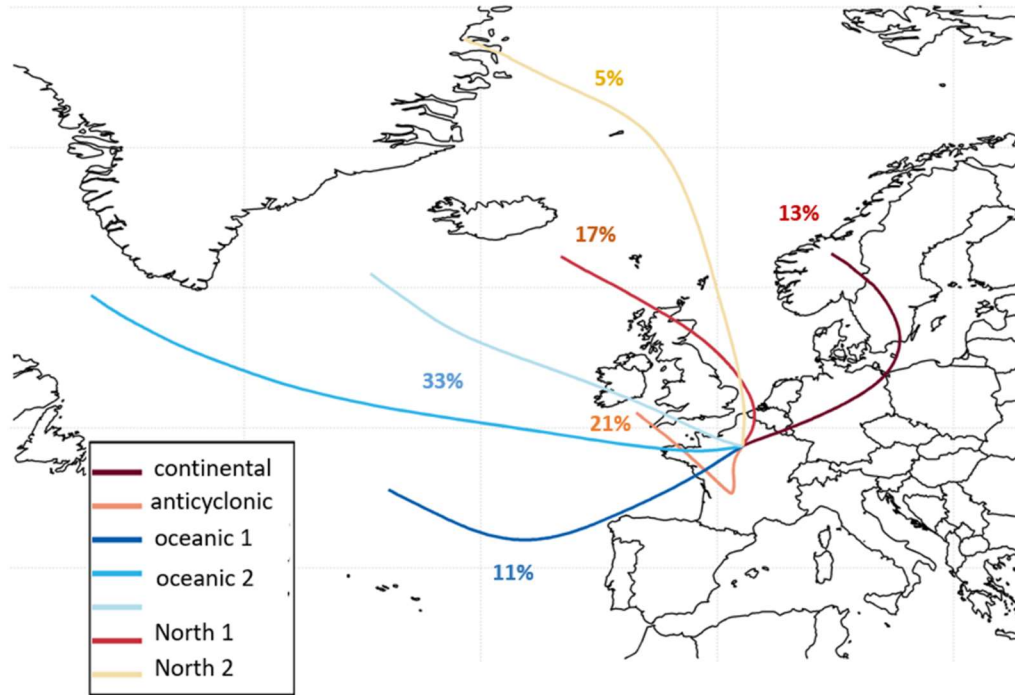 5%
13%
17%
33%
21%
11%
continental
anticyclonic
oceanic 1
oceanic 2
North 1
North 2